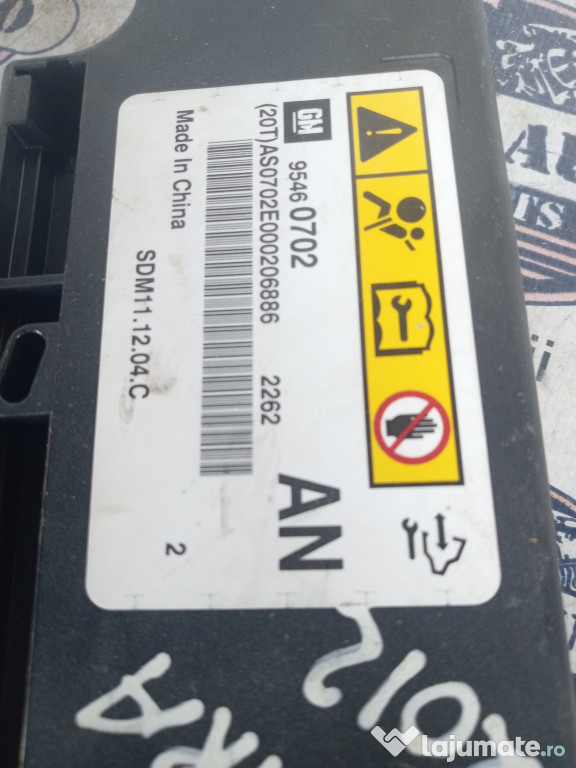 GM
9546 0702
(20T)AS0702E000206886 2262
Made In China
SDM11.12.04.C
AN
2
lajumate.ro